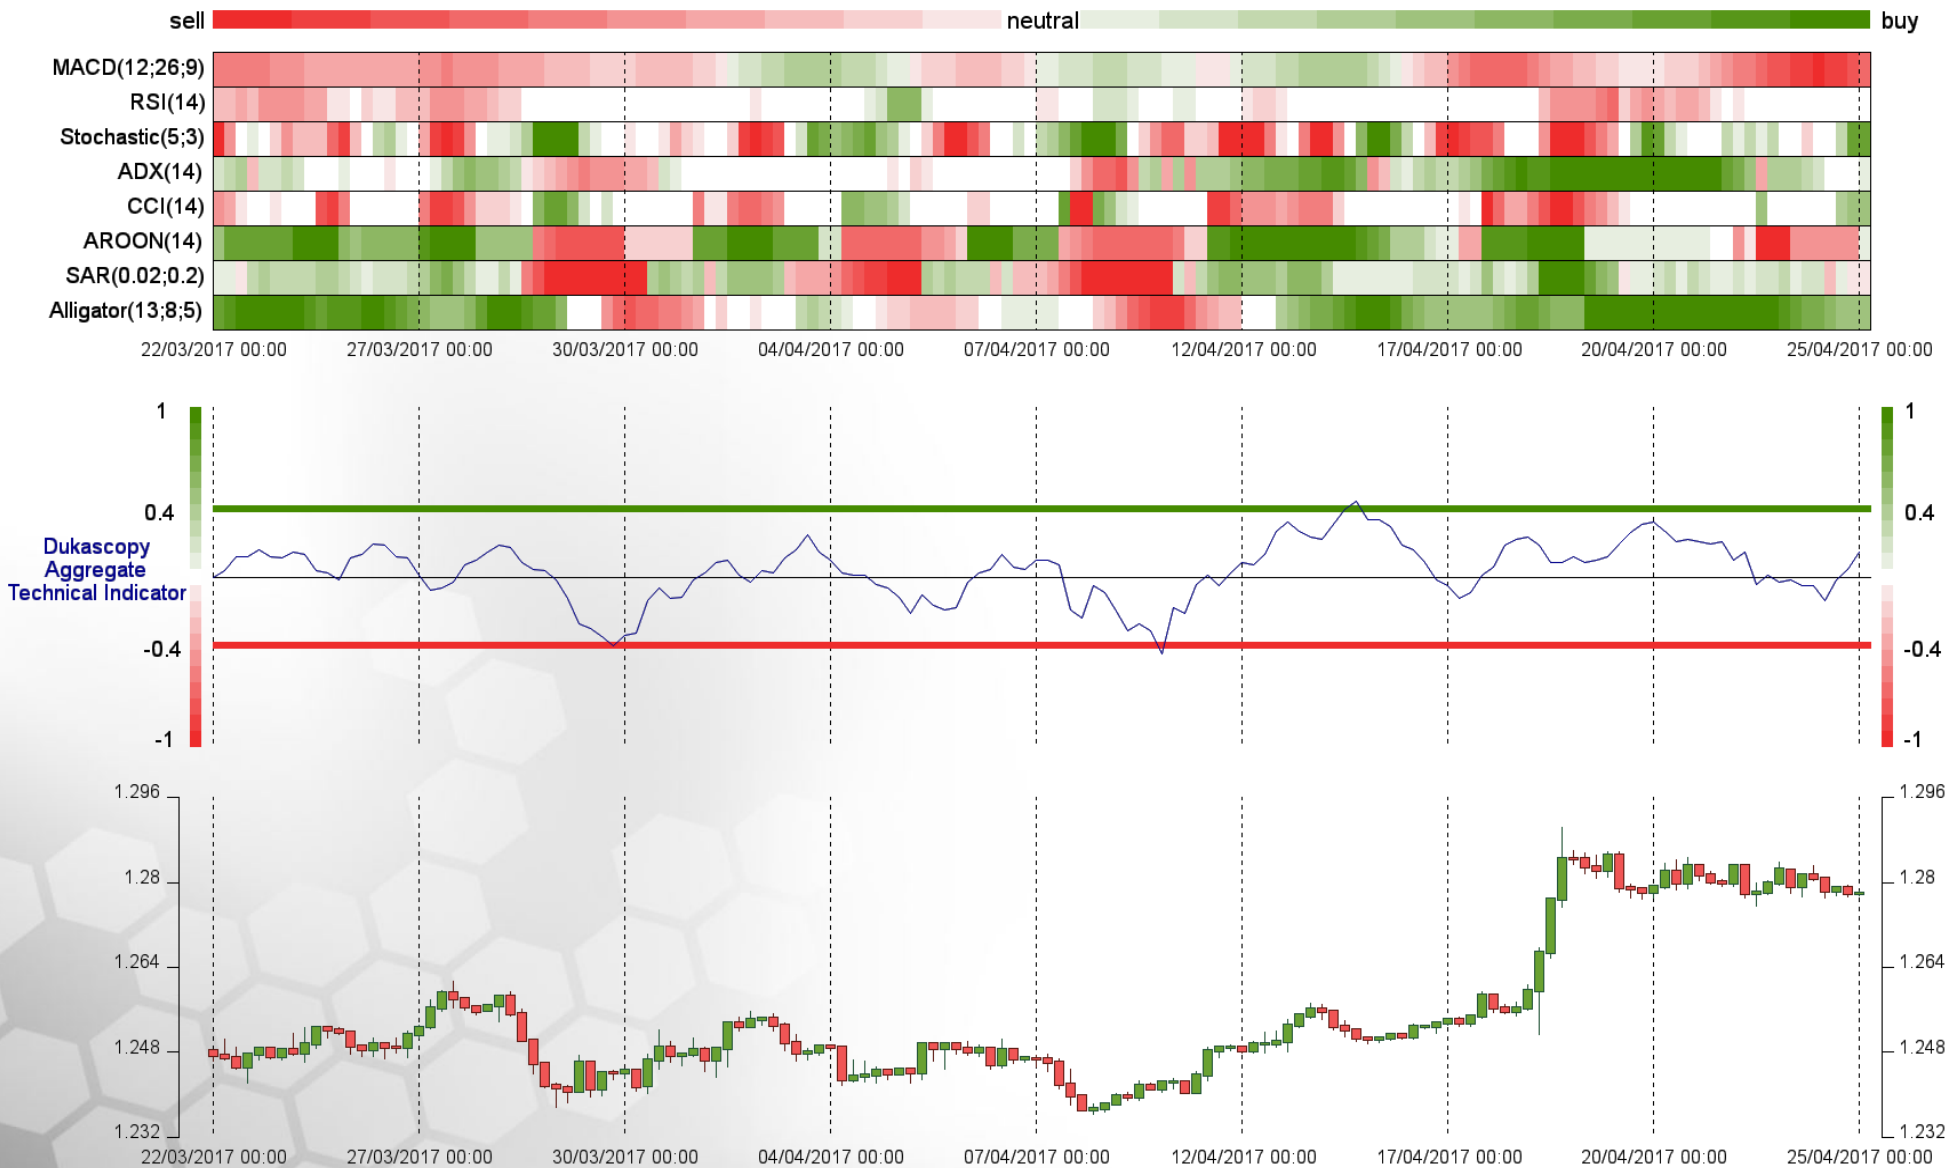 sell neutral buy
MACD(12;26;9)
RSI(14)
Stochastic(5;3)
ADX(14)
CCI(14)
AROON(14)
SAR(0.02;0.2)
Alligator(13;8;5)
22/03/2017 00:00 27/03/2017 00:00 30/03/2017 00:00 04/04/2017 00:00 07/04/2017 00:00 12/04/2017 00:00 17/04/2017 00:00 20/04/2017 00:00 25/04/2017 00:00
1 1
0.4 0.4
Dukascopy
Aggregate
Technical Indicator
-0.4 -0.4
-1 -1
1.296 1.296
1.28 1.28
1.264 1.264
1.248 1.248
1.232 1.232
22/03/2017 00:00 27/03/2017 00:00 30/03/2017 00:00 04/04/2017 00:00 07/04/2017 00:00 12/04/2017 00:00 17/04/2017 00:00 20/04/2017 00:00 25/04/2017 00:00